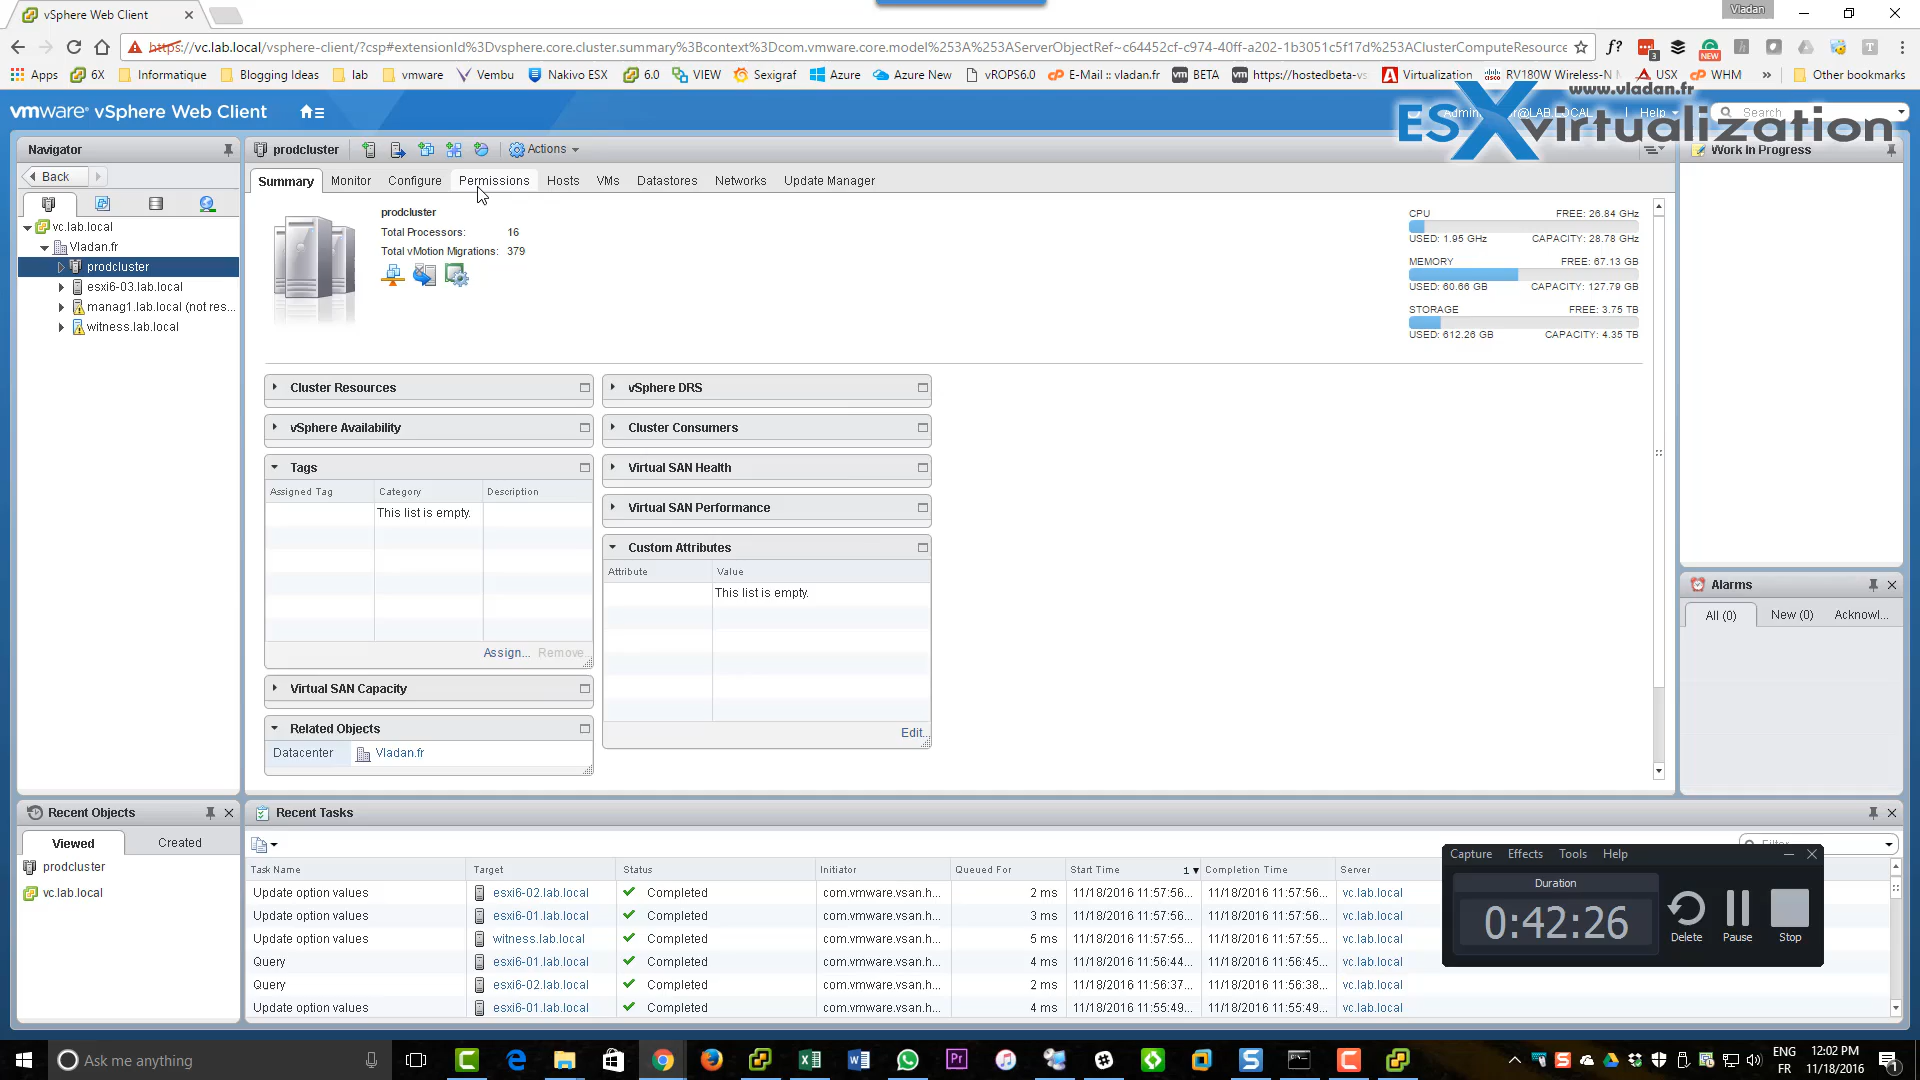 vSphere Web Client
Vladan
https://vc.lab.local/vsphere-client/?csp#extensionId%3Dvsphere.core.cluster.summary%3Bcontext%3Dcom.vmware.core.model%253A%253AServerObjectRef~c64452cf-c974-40ff-a202-1b3051c5f17d%253AClusterComputeResource
Apps 6X Informatique Blogging Ideas lab vmware Vembu Nakivo ESX 6.0 VIEW Sexigraf Azure Azure New vROPS6.0 E-Mail :: vladan.fr BETA https://hostedbeta-vs Virtualization RV180W Wireless-N USX WHM » Other bookmarks
www.vladan.fr
vmware® vSphere Web Client
Help Search
ESXvirtualization
Navigator
prodcluster Actions
Work In Progress
Back
Summary Monitor Configure Permissions Hosts VMs Datastores Networks Update Manager
vc.lab.local
Vladan.fr
prodcluster
esxi6-03.lab.local
manag1.lab.local (not res...
witness.lab.local
prodcluster
Total Processors: 16
Total vMotion Migrations: 379
CPU FREE: 26.84 GHz
USED: 1.95 GHz CAPACITY: 28.78 GHz
MEMORY FREE: 67.13 GB
USED: 60.66 GB CAPACITY: 127.79 GB
STORAGE FREE: 3.75 TB
USED: 612.26 GB CAPACITY: 4.35 TB
Cluster Resources
vSphere Availability
Tags
Assigned Tag Category Description
This list is empty.
Assign... Remove...
Virtual SAN Capacity
Related Objects
Datacenter Vladan.fr
vSphere DRS
Cluster Consumers
Virtual SAN Health
Virtual SAN Performance
Custom Attributes
Attribute Value
This list is empty.
Edit...
Alarms
All (0) New (0) Acknowl...
Recent Objects
Viewed Created
prodcluster
vc.lab.local
Recent Tasks
Filter
Task Name Target Status Initiator Queued For Start Time 1 Completion Time Server
Update option values esxi6-02.lab.local Completed com.vmware.vsan.h... 2 ms 11/18/2016 11:57:56... 11/18/2016 11:57:56... vc.lab.local
Update option values esxi6-01.lab.local Completed com.vmware.vsan.h... 3 ms 11/18/2016 11:57:56... 11/18/2016 11:57:56... vc.lab.local
Update option values witness.lab.local Completed com.vmware.vsan.h... 5 ms 11/18/2016 11:57:55... 11/18/2016 11:57:55... vc.lab.local
Query esxi6-01.lab.local Completed com.vmware.vsan.h... 4 ms 11/18/2016 11:56:44... 11/18/2016 11:56:45... vc.lab.local
Query esxi6-02.lab.local Completed com.vmware.vsan.h... 2 ms 11/18/2016 11:56:37... 11/18/2016 11:56:38... vc.lab.local
Update option values esxi6-01.lab.local Completed com.vmware.vsan.h... 4 ms 11/18/2016 11:55:49... 11/18/2016 11:55:49... vc.lab.local
Capture Effects Tools Help
Duration
0:42:26
Delete Pause Stop
Ask me anything
ENG 12:02 PM
FR 11/18/2016